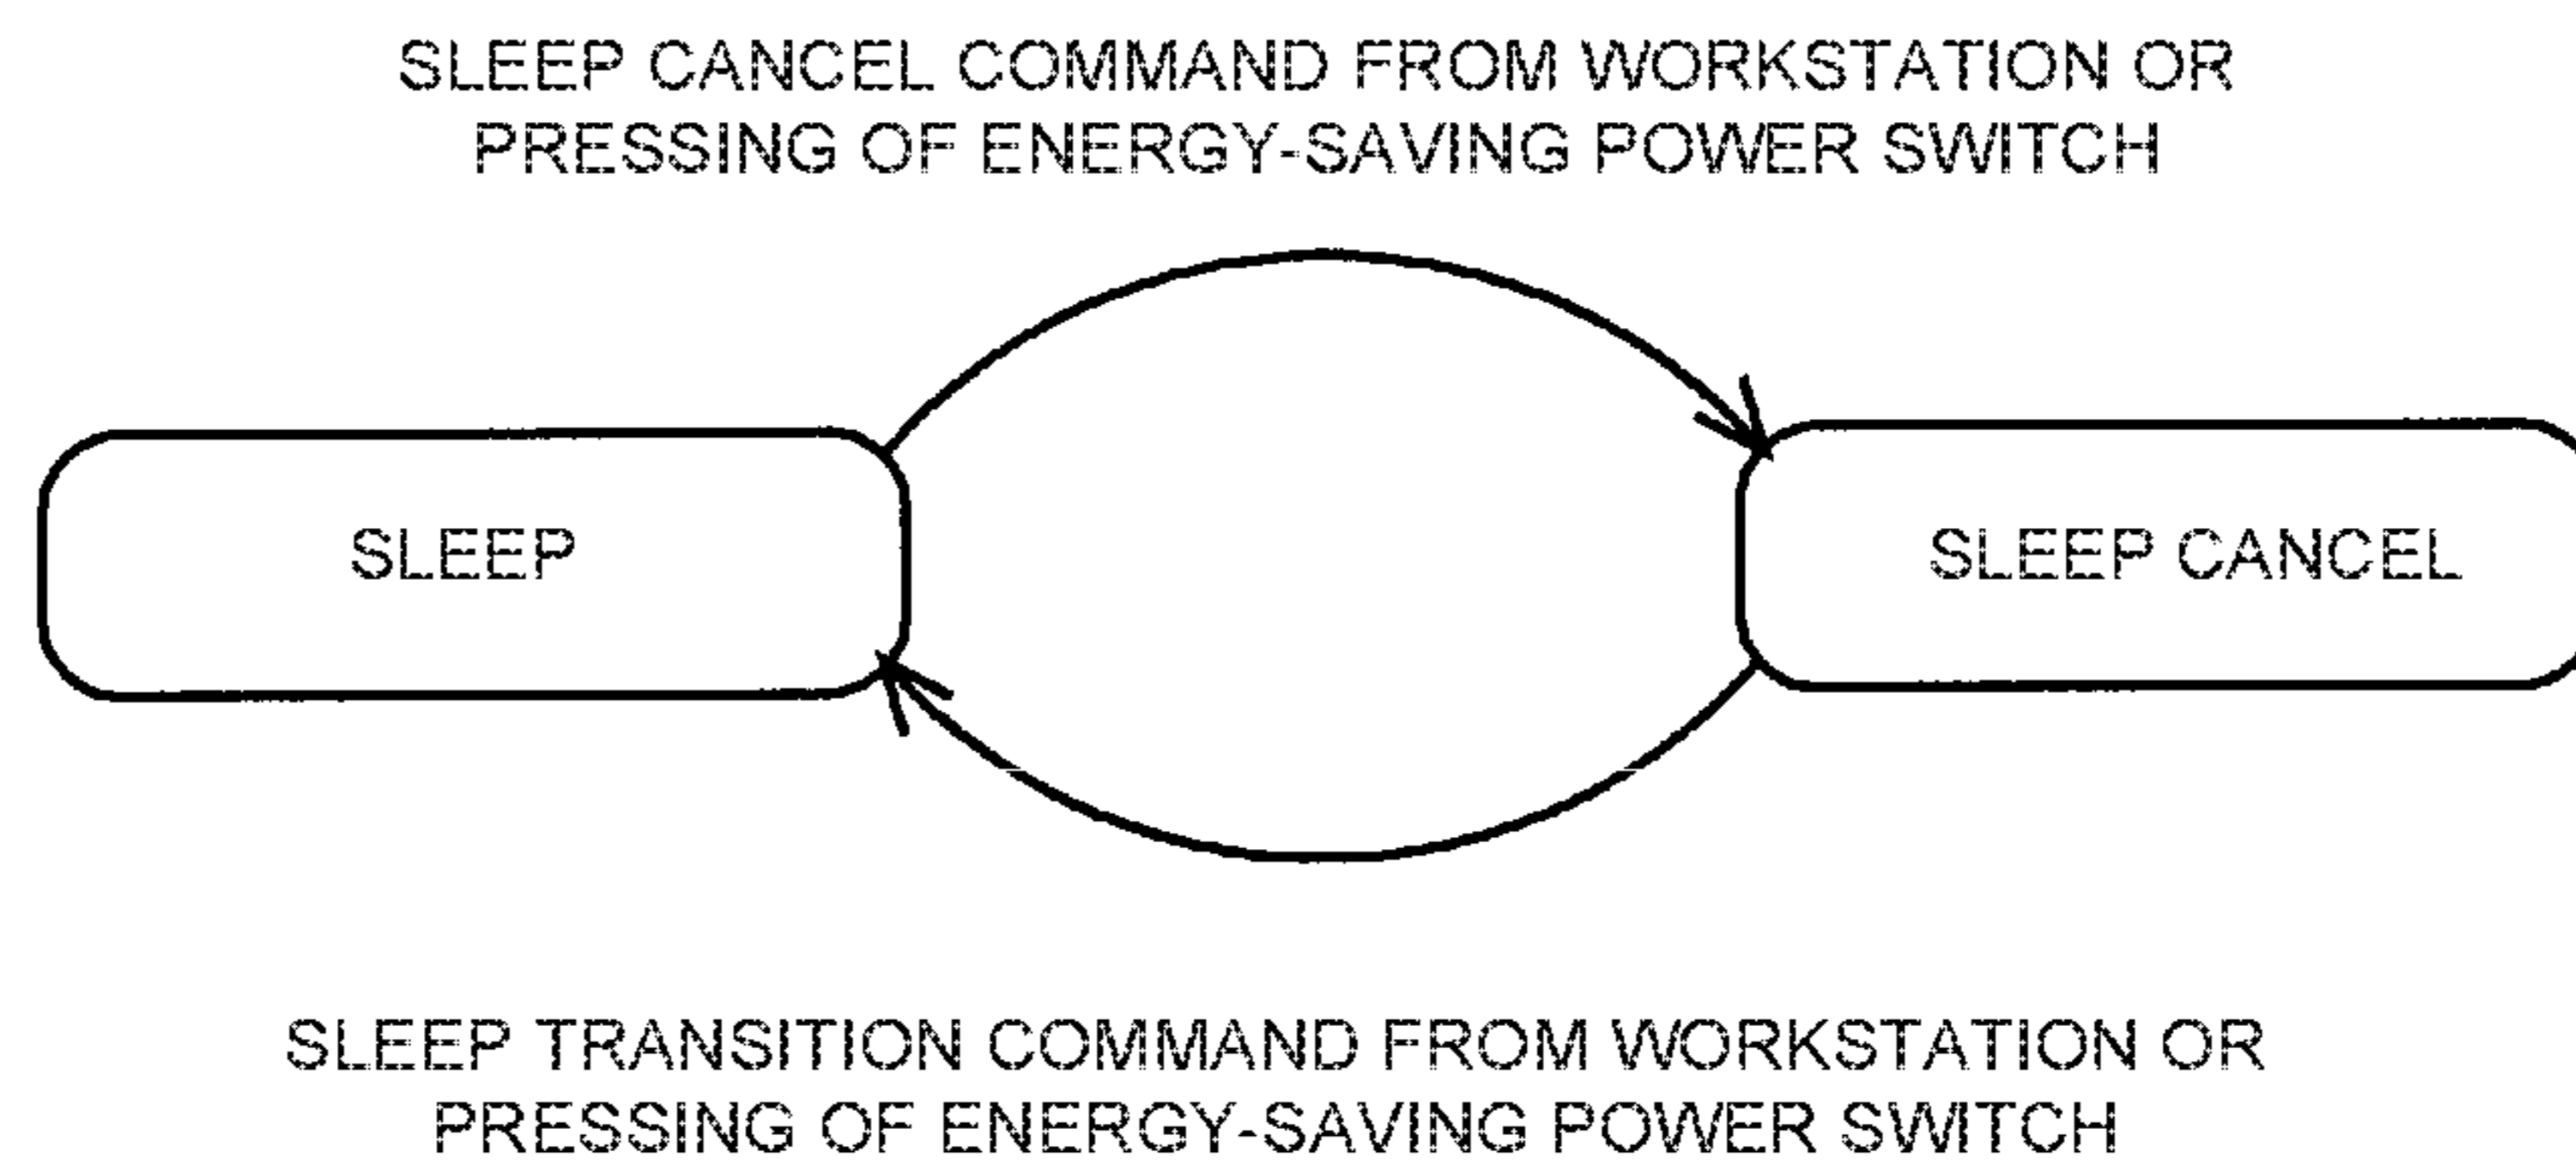 SLEEP CANCEL COMMAND FROM WORKSTATION OR
PRESSING OF ENERGY-SAVING POWER SWITCH
SLEEP
SLEEP CANCEL
SLEEP TRANSITION COMMAND FROM WORKSTATION OR
PRESSING OF ENERGY-SAVING POWER SWITCH